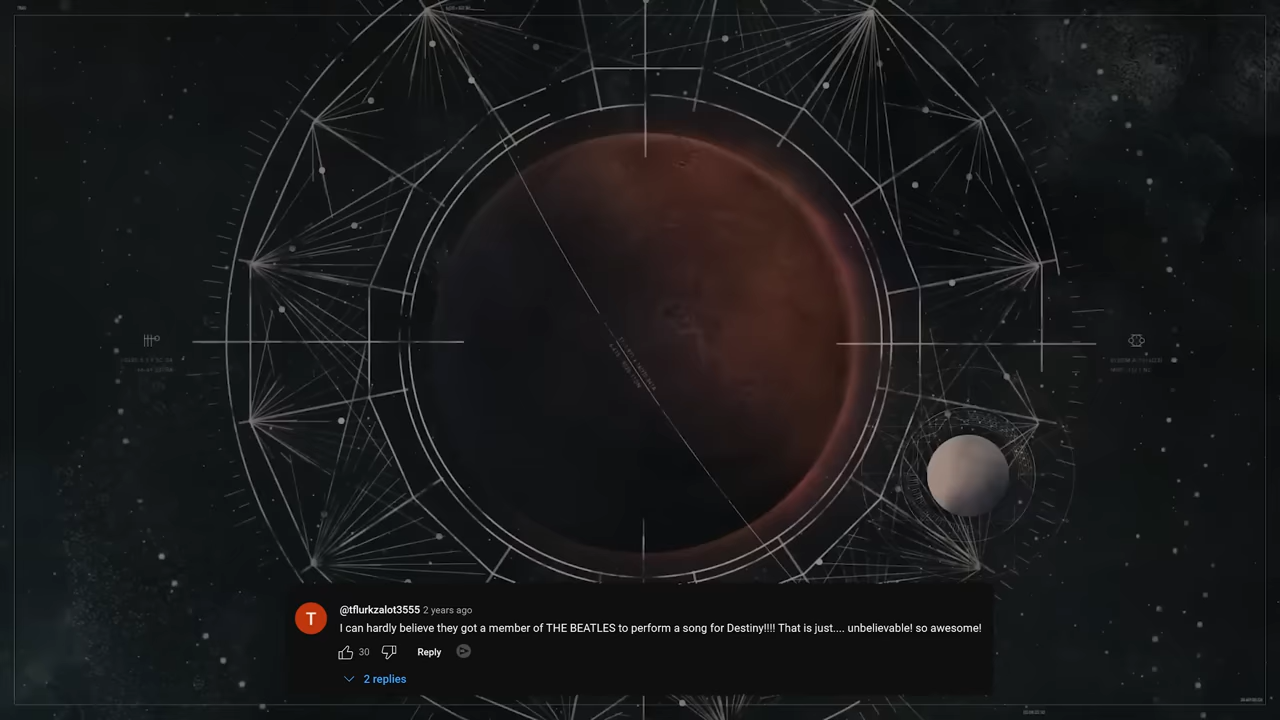 T
@tflurkzalot3555 2 years ago
I can hardly believe they got a member of THE BEATLES to perform a song for Destiny!!!! That is just.... unbelievable! so awesome!
30
Reply
2 replies